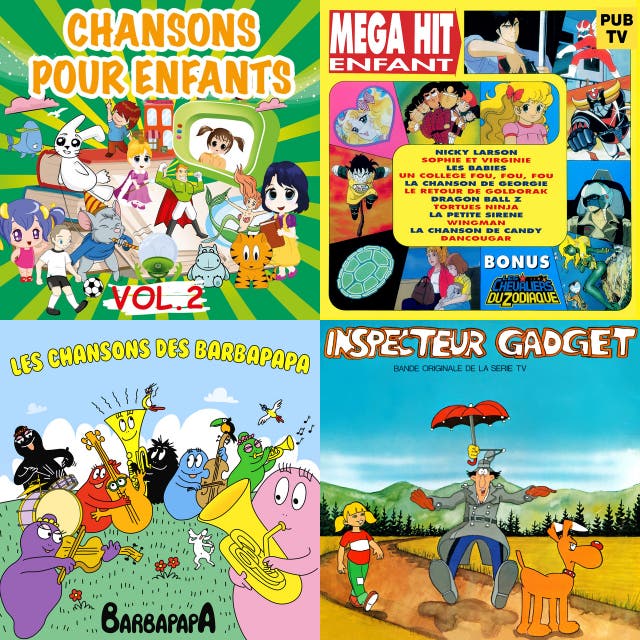 CHANSONS
POUR ENFANTS
VOL.2
MEGA HIT
ENFANT
PUB
TV
NICKY LARSON
SOPHIE ET VIRGINIE
LES BABIES
UN COLLEGE FOU, FOU, FOU
LA CHANSON DE GEORGIE
LE RETOUR DE GOLDORAK
DRAGON BALL Z
TORTUES NINJA
LA PETITE SIRENE
WINGMAN
LA CHANSON DE CANDY
DANCOUGAR
BONUS
LES
CHEVALIERS
DU ZODIAQUE
LES CHANSONS DES BARBAPAPA
BARBAPAPA
INSPECTEUR GADGET
BANDE ORIGINALE DE LA SERIE TV